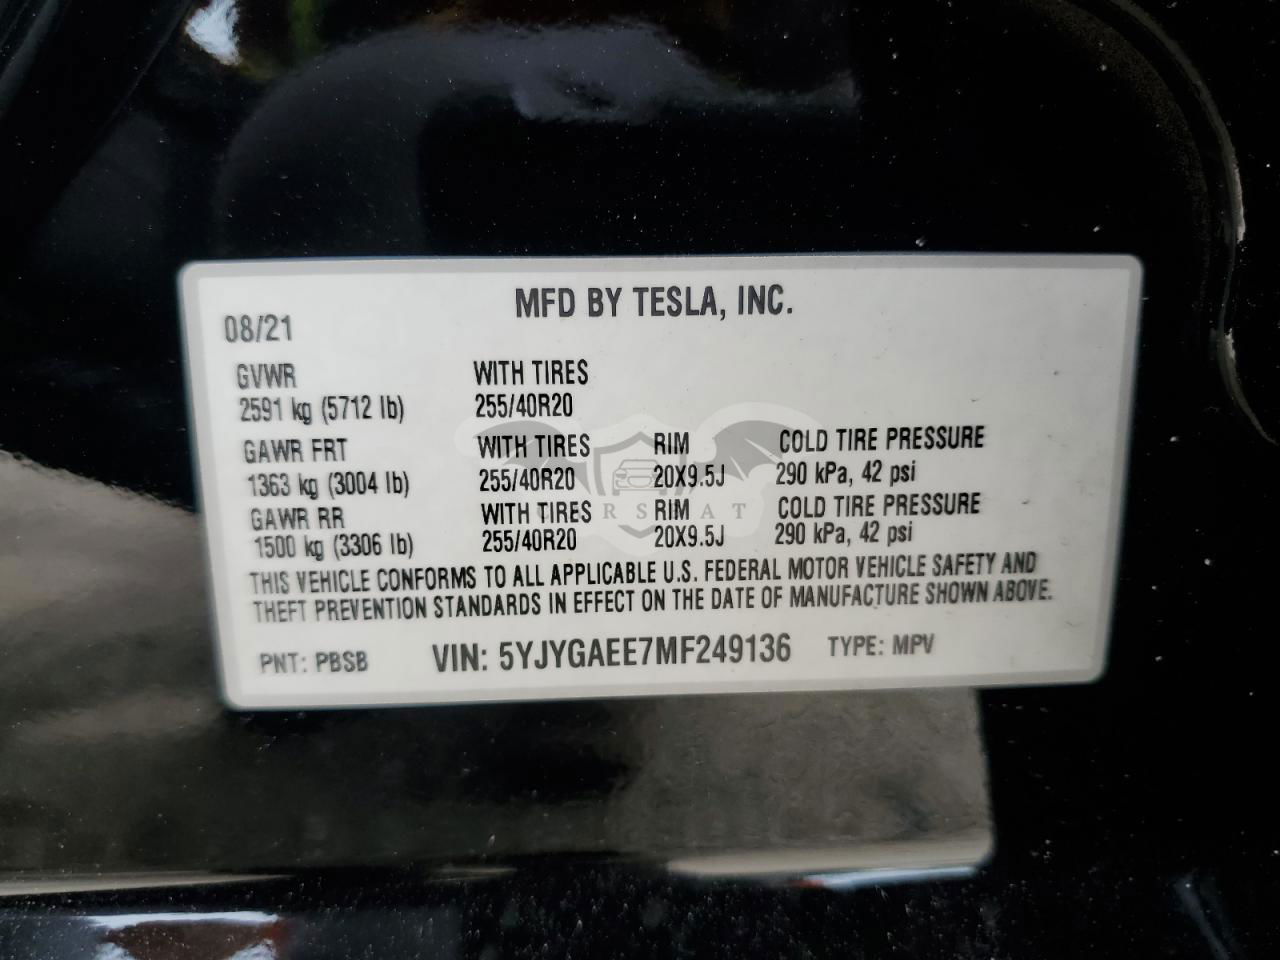 MFD BY TESLA, INC.
08/21
GVWR WITH TIRES
2591 kg (5712 lb) 255/40R20
GAWR FRT WITH TIRES RIM COLD TIRE PRESSURE
1363 kg (3004 lb) 255/40R20 20X9.5J 290 kPa, 42 psi
GAWR RR WITH TIRES RIM COLD TIRE PRESSURE
1500 kg (3306 lb) 255/40R20 20X9.5J 290 kPa, 42 psi
THIS VEHICLE CONFORMS TO ALL APPLICABLE U.S. FEDERAL MOTOR VEHICLE SAFETY AND
THEFT PREVENTION STANDARDS IN EFFECT ON THE DATE OF MANUFACTURE SHOWN ABOVE.
PNT: PBSB VIN: 5YJYGAEE7MF249136 TYPE: MPV